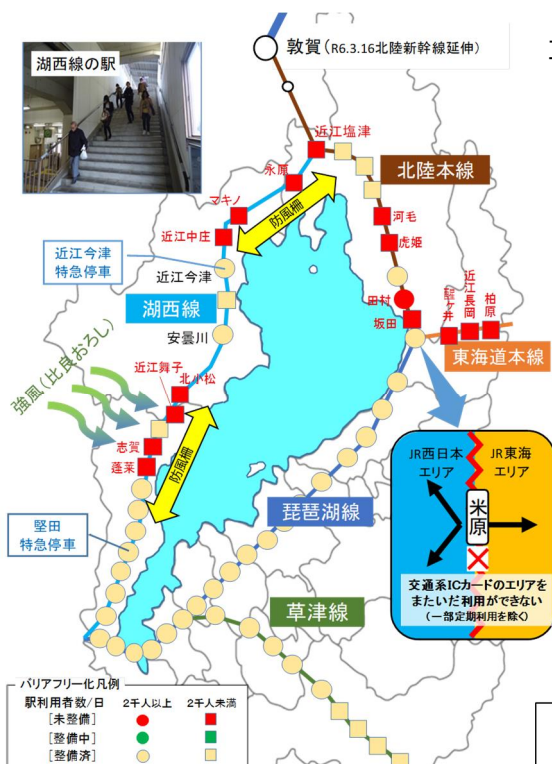 敦賀(R6.3.16北陸新幹線延伸)
湖西線の駅
近江塩津
永原
北陸本線
マキノ
河毛
近江中庄
虎姫
近江今津
特急停車
近江今津
田村
湖西線
坂田
醒ヶ井
近江長岡
柏原
安曇川
東海道本線
防風柵
強風(比良おろし)
近江舞子
北小松
志賀
蓬莱
防風柵
JR西日本
エリア
JR東海
エリア
米原
交通系ICカードのエリアを
またいだ利用ができない
(一部定期利用を除く)
琵琶湖線
堅田
特急停車
草津線
バリアフリー化凡例
駅利用者数/日 2千人以上 2千人未満
[未整備]
[整備中]
[整備済]